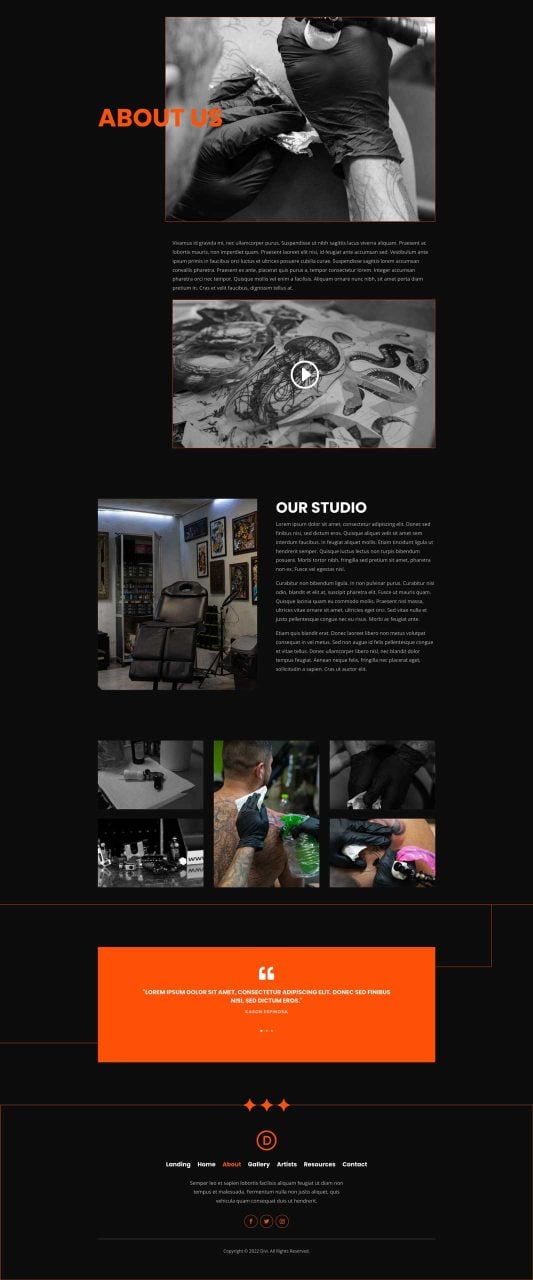 ABOUT US
Vivamus id gravida mi, nec ullamcorper purus. Suspendisse ut nibh sagittis lacus viverra aliquam. Praesent ac
lobortis mauris, non imperdiet quam. Praesent laoreet elit nisi, id feugiat ante accumsan sed. Vestibulum ante
ipsum primis in faucibus orci luctus et ultrices posuere cubilia curae. Suspendisse sagittis lorem accumsan
convallis pharetra. Praesent ex ante, placerat quis purus a, tempor consectetur lorem. Integer accumsan
pharetra orci nec tempor. Quisque mollis vel enim a facilisis. Aliquam ornare nunc nibh, sit amet porta diam
pretium in. Cras et velit faucibus, dignissim tellus at.
OUR STUDIO
Lorem ipsum dolor sit amet, consectetur adipiscing elit. Donec sed
finibus nisi, sed dictum eros. Quisque aliquet velit sit amet sem
interdum faucibus. In feugiat aliquet mollis. Etiam tincidunt ligula ut
hendrerit semper. Quisque luctus lectus non turpis bibendum
posuere. Morbi tortor nibh, fringilla sed pretium sit amet, pharetra
non ex. Fusce vel egestas nisl.
Curabitur non bibendum ligula. In non pulvinar purus. Curabitur nisi
odio, blandit et elit at, suscipit pharetra elit. Fusce ut mauris quam.
Quisque lacinia quam eu commodo mollis. Praesent nisl massa,
ultrices vitae ornare sit amet, ultricies eget orci. Sed vitae nulla et
justo pellentesque congue nec eu risus. Morbi ac feugiat ante.
Etiam quis blandit erat. Donec laoreet libero non metus volutpat
consequat in vel metus. Sed non augue id felis pellentesque congue
et vitae tellus. Donec ullamcorper libero nisl, nec blandit dolor
tempus feugiat. Aenean neque felis, fringilla nec placerat eget,
sollicitudin a sapien. Cras ut auctor elit.
"LOREM IPSUM DOLOR SIT AMET, CONSECTETUR ADIPISCING ELIT. DONEC SED FINIBUS
NISI, SED DICTUM EROS."
KARON ESPINOSA
D
Landing Home About Gallery Artists Resources Contact
Semper leo et sapien lobortis facilisis aliquam feugiat ut diam non
tempus et malesuada. Fermentum nulla non justo aliquet, quis
vehicula quam consequat duis ut hendrerit.
Copyright © 2022 Divi. All Rights Reserved.